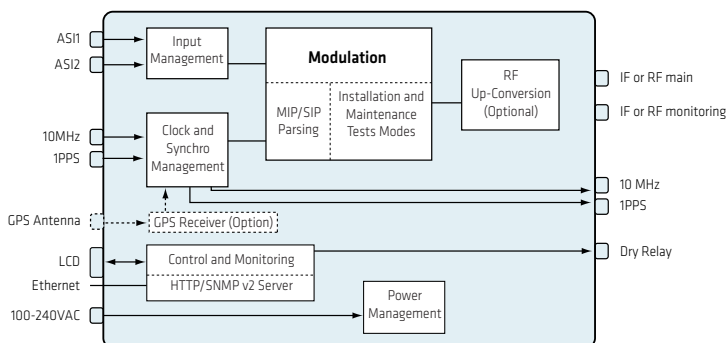 ASI1
ASI2
Input
Management
Modulation
MIP/SIP
Parsing
Installation and
Maintenance
Tests Modes
RF
Up-Conversion
(Optional)
IF or RF main
IF or RF monitoring
10MHz
1PPS
Clock and
Synchro
Management
10 MHz
1PPS
GPS Antenna
GPS Receiver (Option)
LCD
Ethernet
Control and Monitoring
HTTP/SNMP v2 Server
Dry Relay
100-240VAC
Power
Management